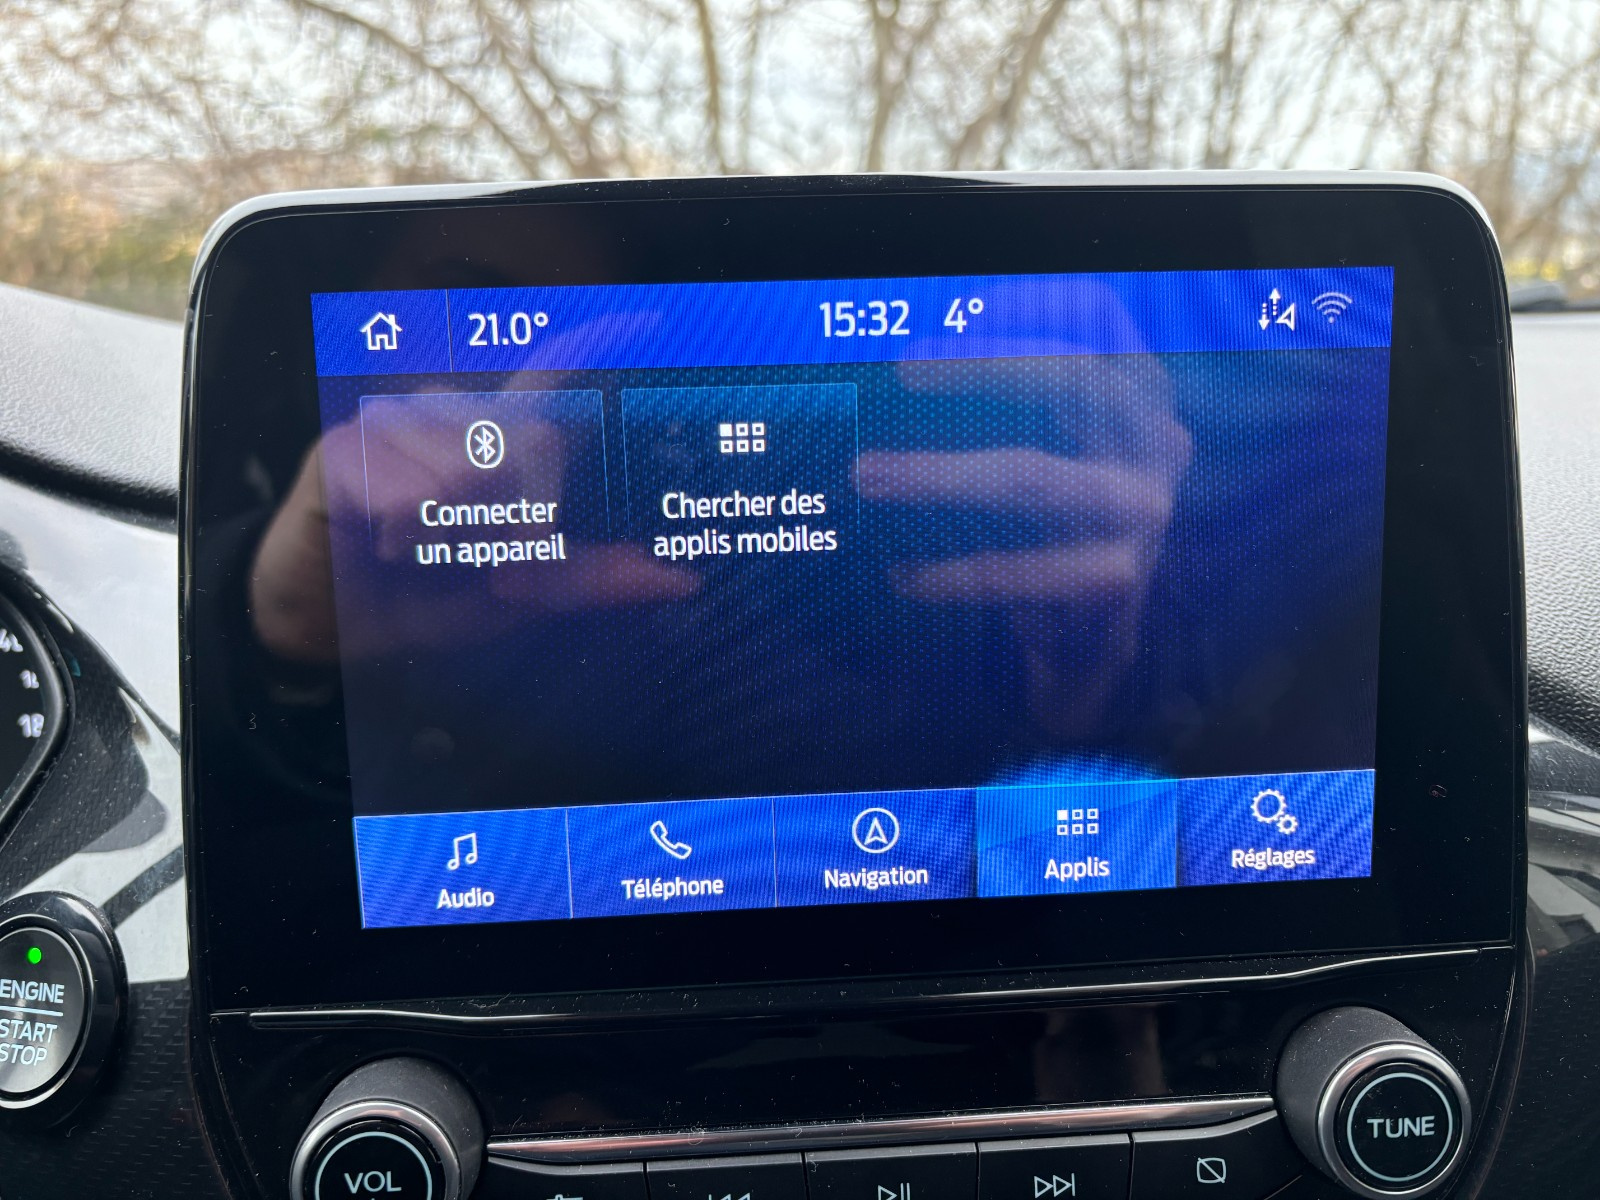 21.0°
15:32 4°
Connecter
un appareil
Chercher des
applis mobiles
Audio
Téléphone
Navigation
Applis
Réglages
ENGINE
START
STOP
VOL
TUNE